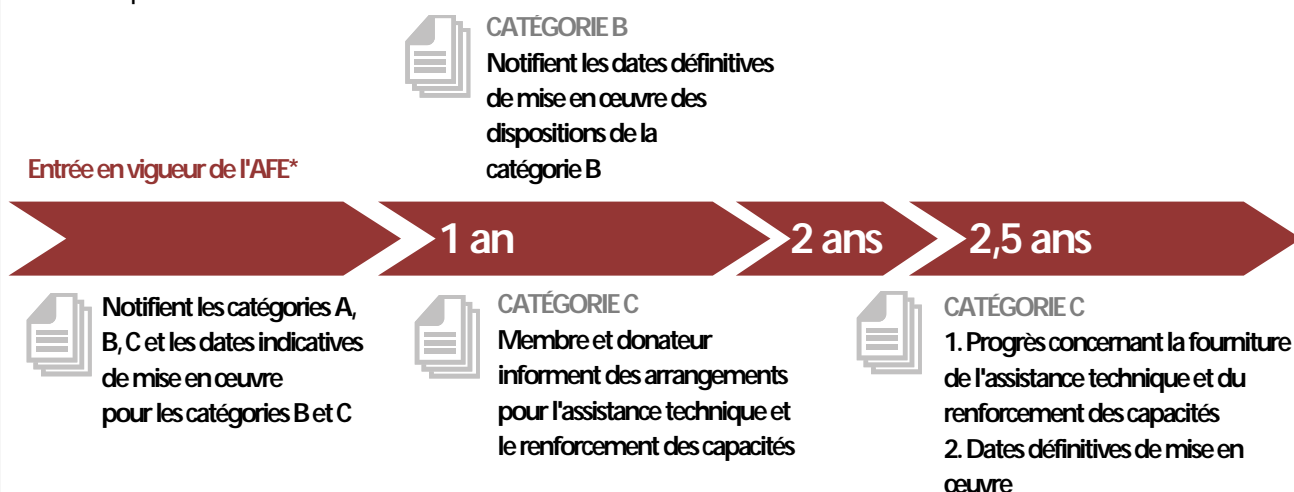 CATÉGORIE B
Notifient les dates définitives
de mise en œuvre des
dispositions de la
catégorie B
Entrée en vigueur de l'AFE*
1 an
2 ans
2,5 ans
Notifient les catégories A,
B, C et les dates indicatives
de mise en œuvre
pour les catégories B et C
CATÉGORIE C
Membre et donateur
informent des arrangements
pour l'assistance technique et
le renforcement des capacités
CATÉGORIE C
1. Progrès concernant la fourniture
de l'assistance technique et du
renforcement des capacités
2. Dates définitives de mise en
œuvre